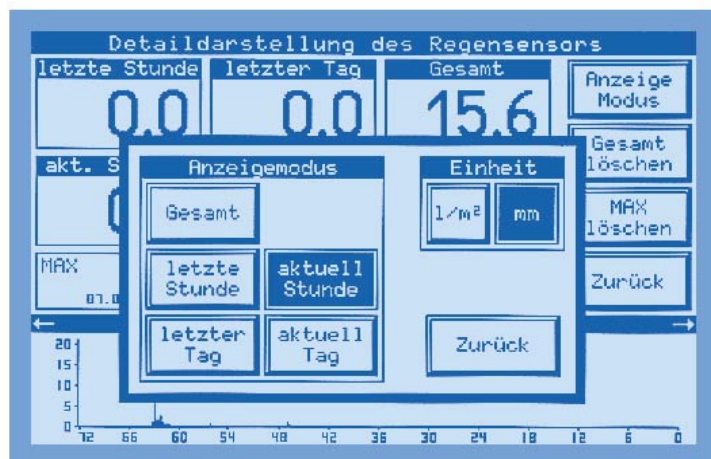 Detaildarstellung des Regensensors
letzte Stunde
letzter Tag
Gesamt
0.0
0.0
15.6
Anzeige
Modus
Gesamt
löschen
MAX
löschen
Zurück
akt. S
MAX
07.0
Anzeigemodus
Gesamt
letzte
Stunde
aktuell
Stunde
letzter
Tag
aktuell
Tag
Einheit
l/m²
mm
Zurück
← →
20
15
10
5
0
72 66 60 54 48 42 36 30 24 18 12 6 0